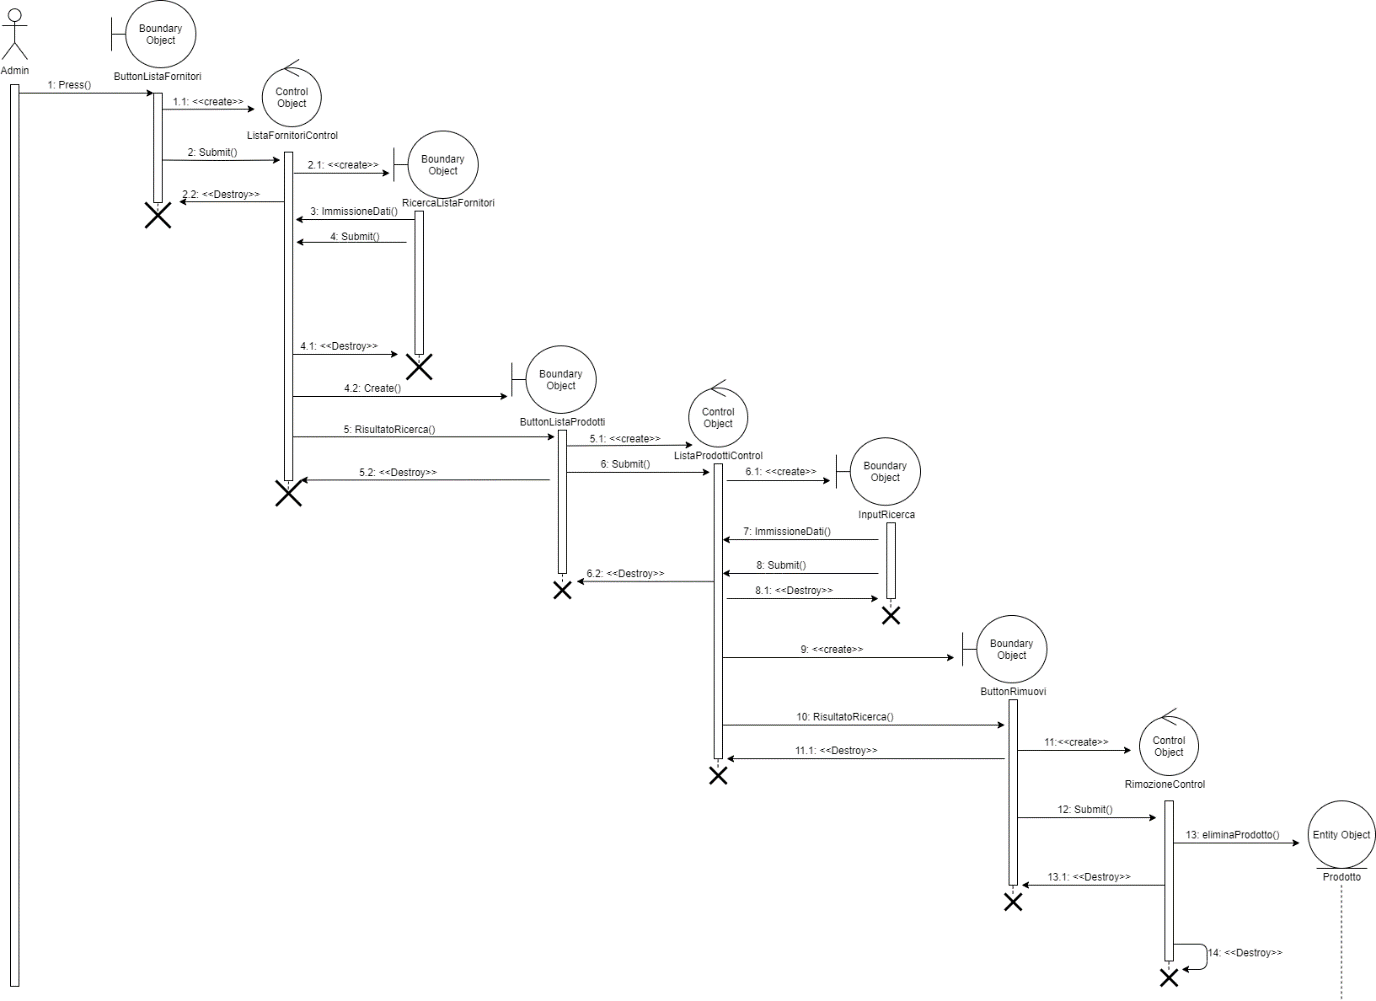 Boundary
Object
Admin
ButtonListaFornitori
1: Press()
1.1: <<create>>
Control
Object
ListaFornitoriControl
2: Submit()
2.1: <<create>>
Boundary
Object
2.2: <<Destroy>>
RicercaListaFornitori
3: ImmissioneDati()
4: Submit()
4.1: <<Destroy>>
4.2: Create()
Boundary
Object
ButtonListaProdotti
5: RisultatoRicerca()
5.1: <<create>>
Control
Object
ListaProdottiControl
5.2: <<Destroy>>
6: Submit()
6.1: <<create>>
Boundary
Object
InputRicerca
7: ImmissioneDati()
8: Submit()
6.2: <<Destroy>>
8.1: <<Destroy>>
9: <<create>>
Boundary
Object
ButtonRimuovi
10: RisultatoRicerca()
11:<<create>>
Control
Object
11.1: <<Destroy>>
RimozioneControl
12: Submit()
13: eliminaProdotto()
Entity Object
Prodotto
13.1: <<Destroy>>
14: <<Destroy>>